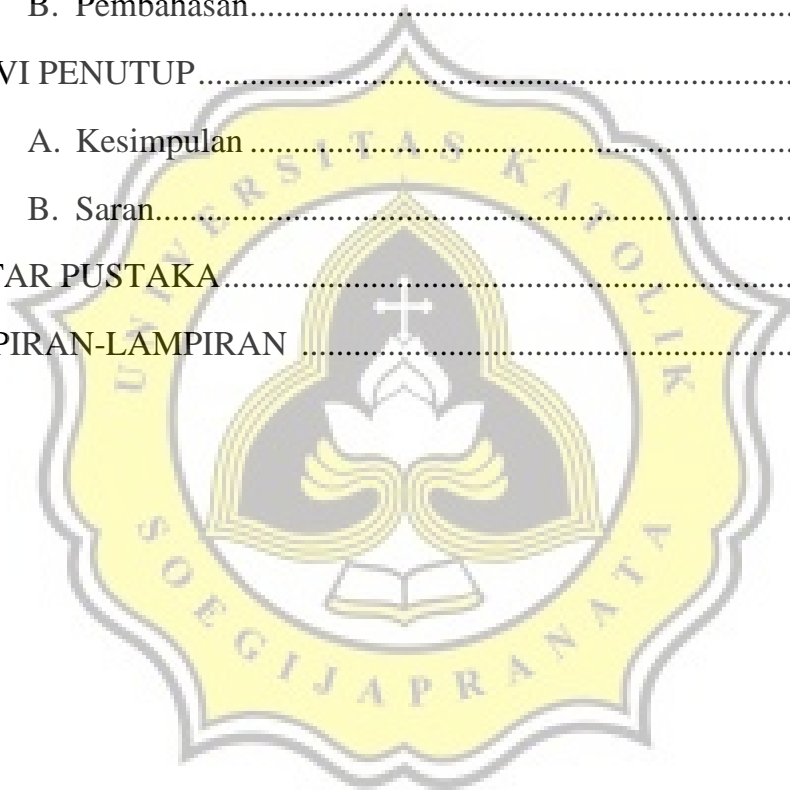 B. Pembahasan..........................................................................
VI PENUTUP..........................................................................
A. Kesimpulan ..........................................................................
B. Saran..........................................................................
TAR PUSTAKA..........................................................................
PIRAN-LAMPIRAN ..........................................................................
UNIVERSITAS KATOLIK
SOEGIJAPRANATA